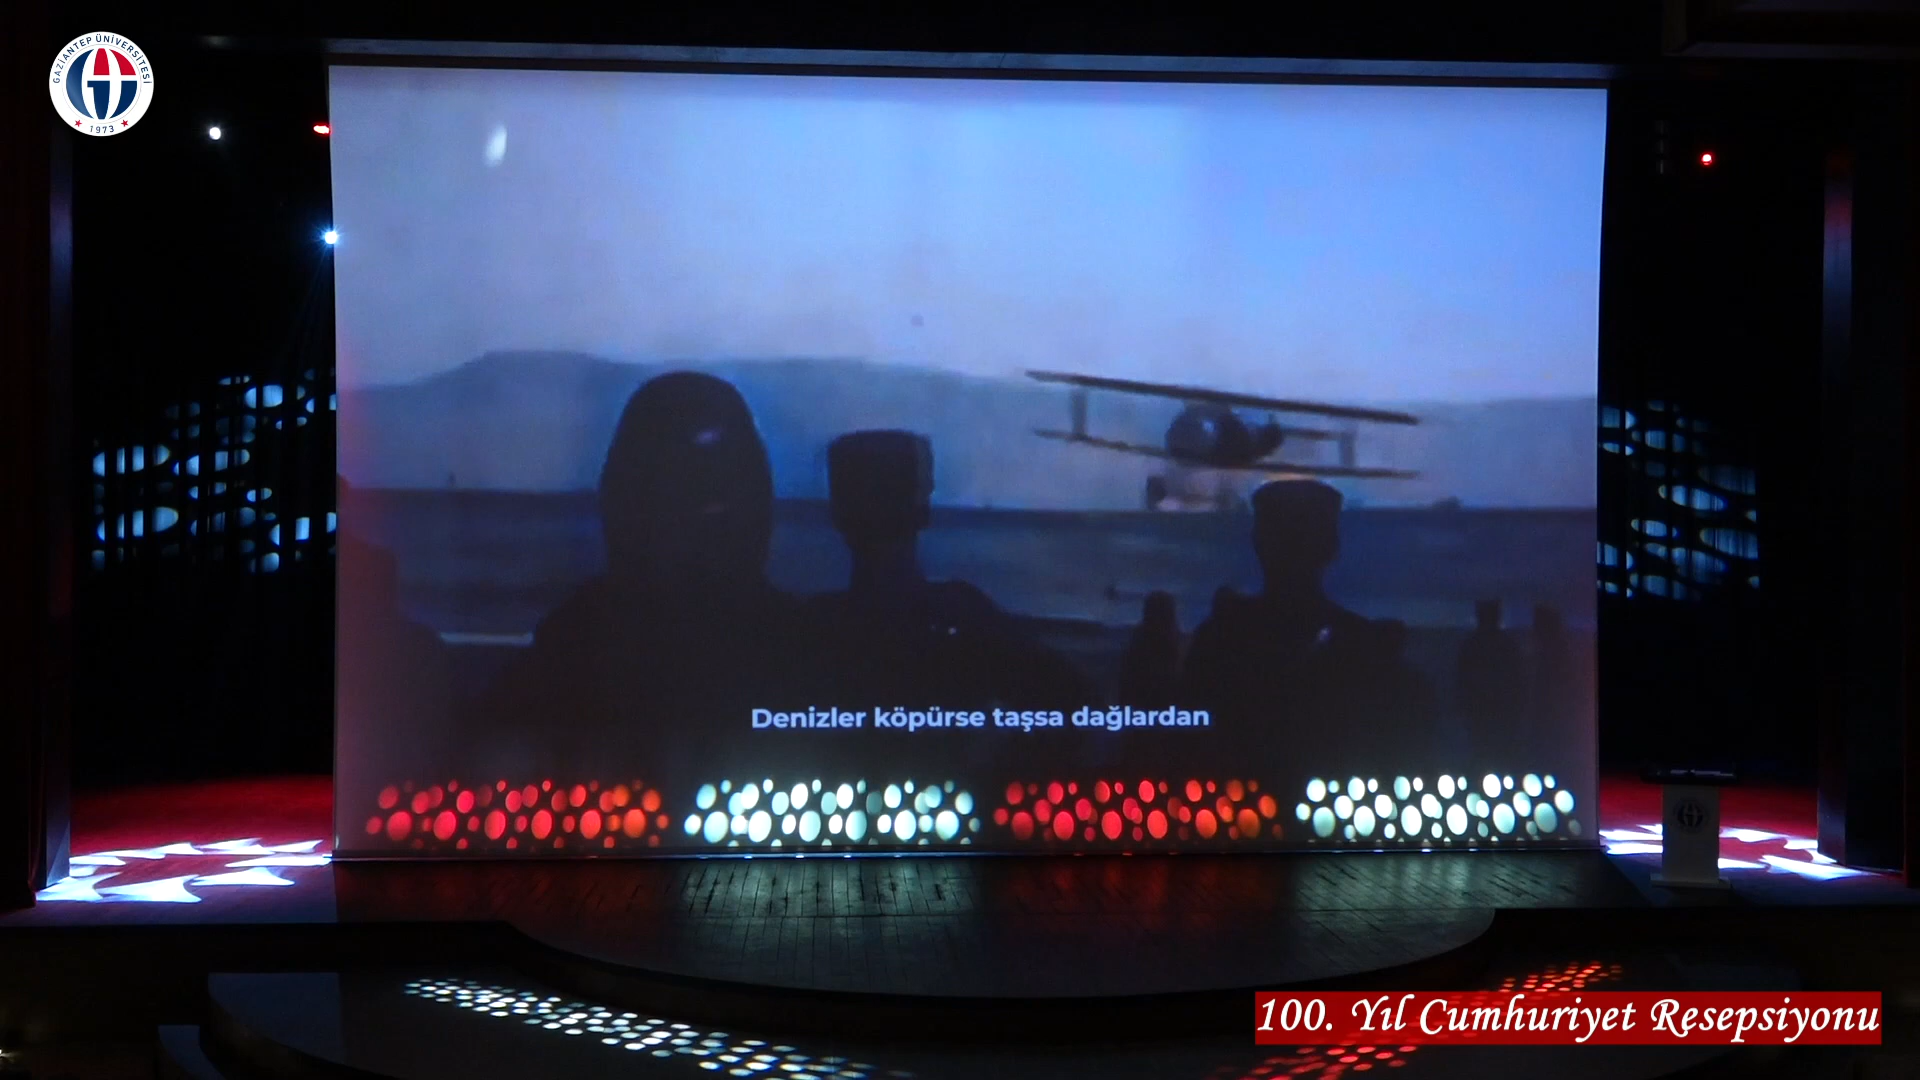 GAZİANTEP ÜNİVERSİTESİ
1973
Denizler köpürse taşsa dağlardan
100. Yıl Cumhuriyet Resepsiyonu